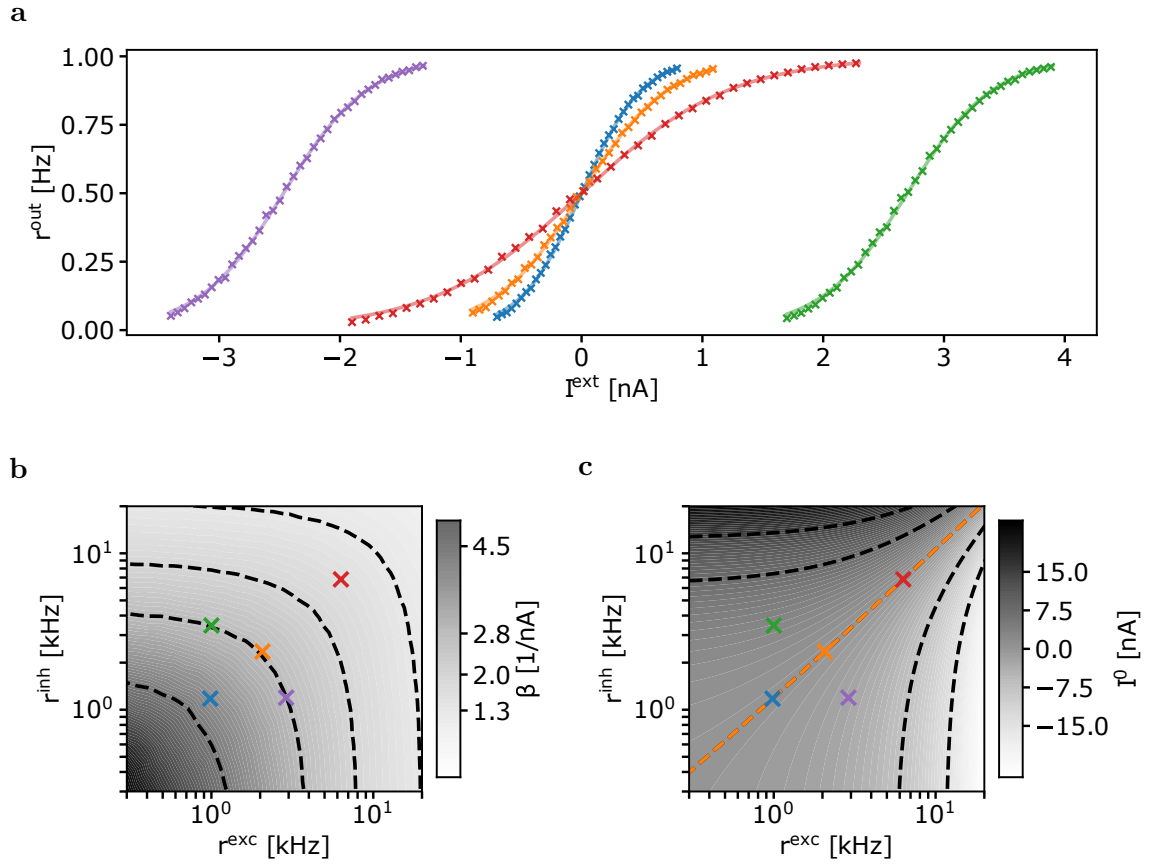 a
1.00
0.75
0.50
0.25
0.00
r^out [Hz]
−3 −2 −1 0 1 2 3 4
I^ext [nA]
b
10^1
10^0
r^inh [kHz]
10^0 10^1
r^exc [kHz]
4.5
2.8
2.0
1.3
β [1/nA]
c
10^1
10^0
r^inh [kHz]
10^0 10^1
r^exc [kHz]
15.0
7.5
0.0
−7.5
−15.0
I^0 [nA]